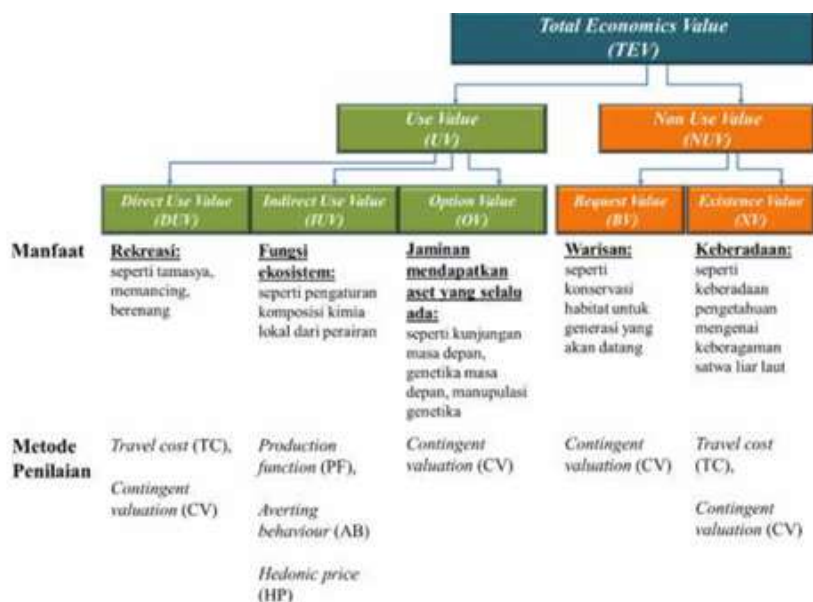 Total Economics Value
(TEV)
Use Value
(UV)
Non Use Value
(NUV)
Direct Use Value
(DUV)
Indirect Use Value
(IUV)
Option Value
(OV)
Bequest Value
(BV)
Existence Value
(XV)
Manfaat
Rekreasi:
seperti tamasya,
memancing,
berenang
Fungsi
ekosistem:
seperti pengaturan
komposisi kimia
lokal dari perairan
Jaminan
mendapatkan
aset yang selalu
ada:
seperti kunjungan
masa depan,
genetika masa
depan, manupulasi
genetika
Warisan:
seperti
konservasi
habitat untuk
generasi yang
akan datang
Keberadaan:
seperti
keberadaan
pengetahuan
mengenai
keberagaman
satwa liar laut
Metode
Penilaian
Travel cost (TC),
Contingent
valuation (CV)
Production
function (PF),
Averting
behaviour (AB)
Hedonic price
(HP)
Contingent
valuation (CV)
Contingent
valuation (CV)
Travel cost
(TC),
Contingent
valuation (CV)